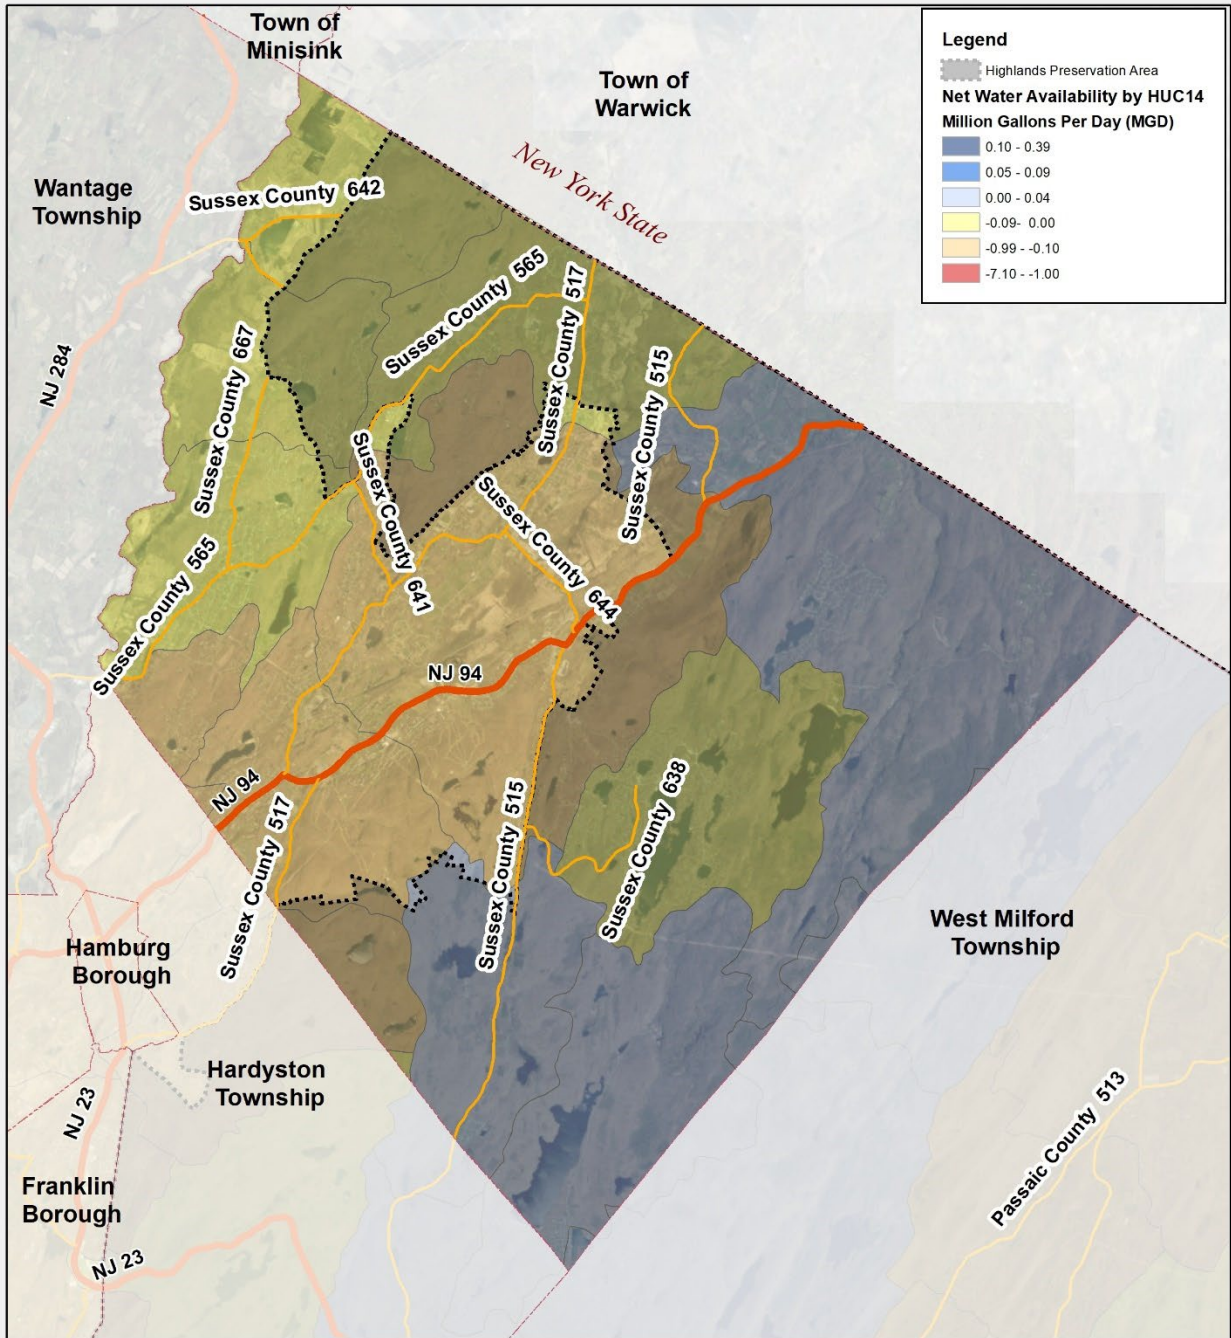 Town of
Minisink
Town of
Warwick
Legend
Highlands Preservation Area
Net Water Availability by HUC14
Million Gallons Per Day (MGD)
0.10 - 0.39
0.05 - 0.09
0.00 - 0.04
-0.09- 0.00
-0.99 - -0.10
-7.10 - -1.00
New York State
Wantage
Township
Sussex County 642
Sussex County 565
Sussex County 517
Sussex County 515
NJ 284
Sussex County 667
Sussex County 641
Sussex County 644
Sussex County 565
NJ 94
NJ 94
Sussex County 517
Sussex County 515
Sussex County 638
Hamburg
Borough
West Milford
Township
Hardyston
Township
NJ 23
Passaic County 513
Franklin
Borough
NJ 23